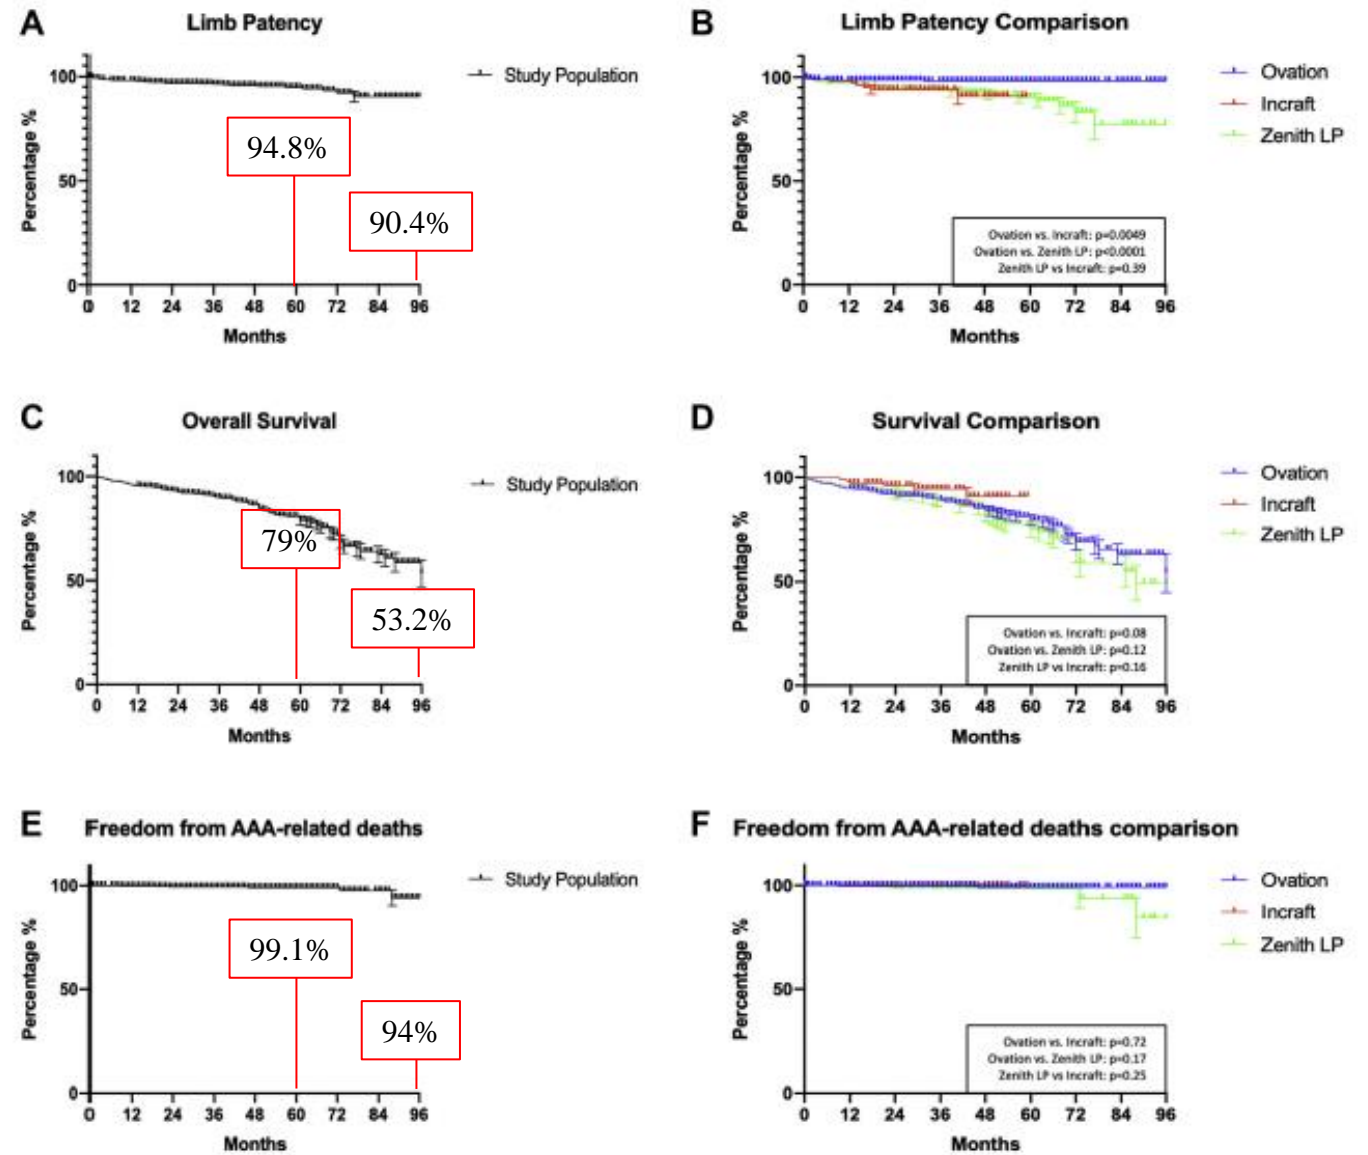 A
Limb Patency
100
50
0
Percentage %
0 12 24 36 48 60 72 84 96
Months
Study Population
94.8%
90.4%
B
Limb Patency Comparison
100
50
0
Percentage %
0 12 24 36 48 60 72 84 96
Months
Ovation
Incraft
Zenith LP
Ovation vs. Incraft: p=0.0049
Ovation vs. Zenith LP: p<0.0001
Zenith LP vs Incraft: p=0.39
C
Overall Survival
100
50
0
Percentage %
0 12 24 36 48 60 72 84 96
Months
Study Population
79%
53.2%
D
Survival Comparison
100
50
0
Percentage %
0 12 24 36 48 60 72 84 96
Months
Ovation
Incraft
Zenith LP
Ovation vs. Incraft: p=0.08
Ovation vs. Zenith LP: p=0.12
Zenith LP vs Incraft: p=0.16
E
Freedom from AAA-related deaths
100
50
0
Percentage %
0 12 24 36 48 60 72 84 96
Months
Study Population
99.1%
94%
F
Freedom from AAA-related deaths comparison
100
50
0
Percentage %
0 12 24 36 48 60 72 84 96
Months
Ovation
Incraft
Zenith LP
Ovation vs. Incraft: p=0.72
Ovation vs. Zenith LP: p=0.17
Zenith LP vs Incraft: p=0.25